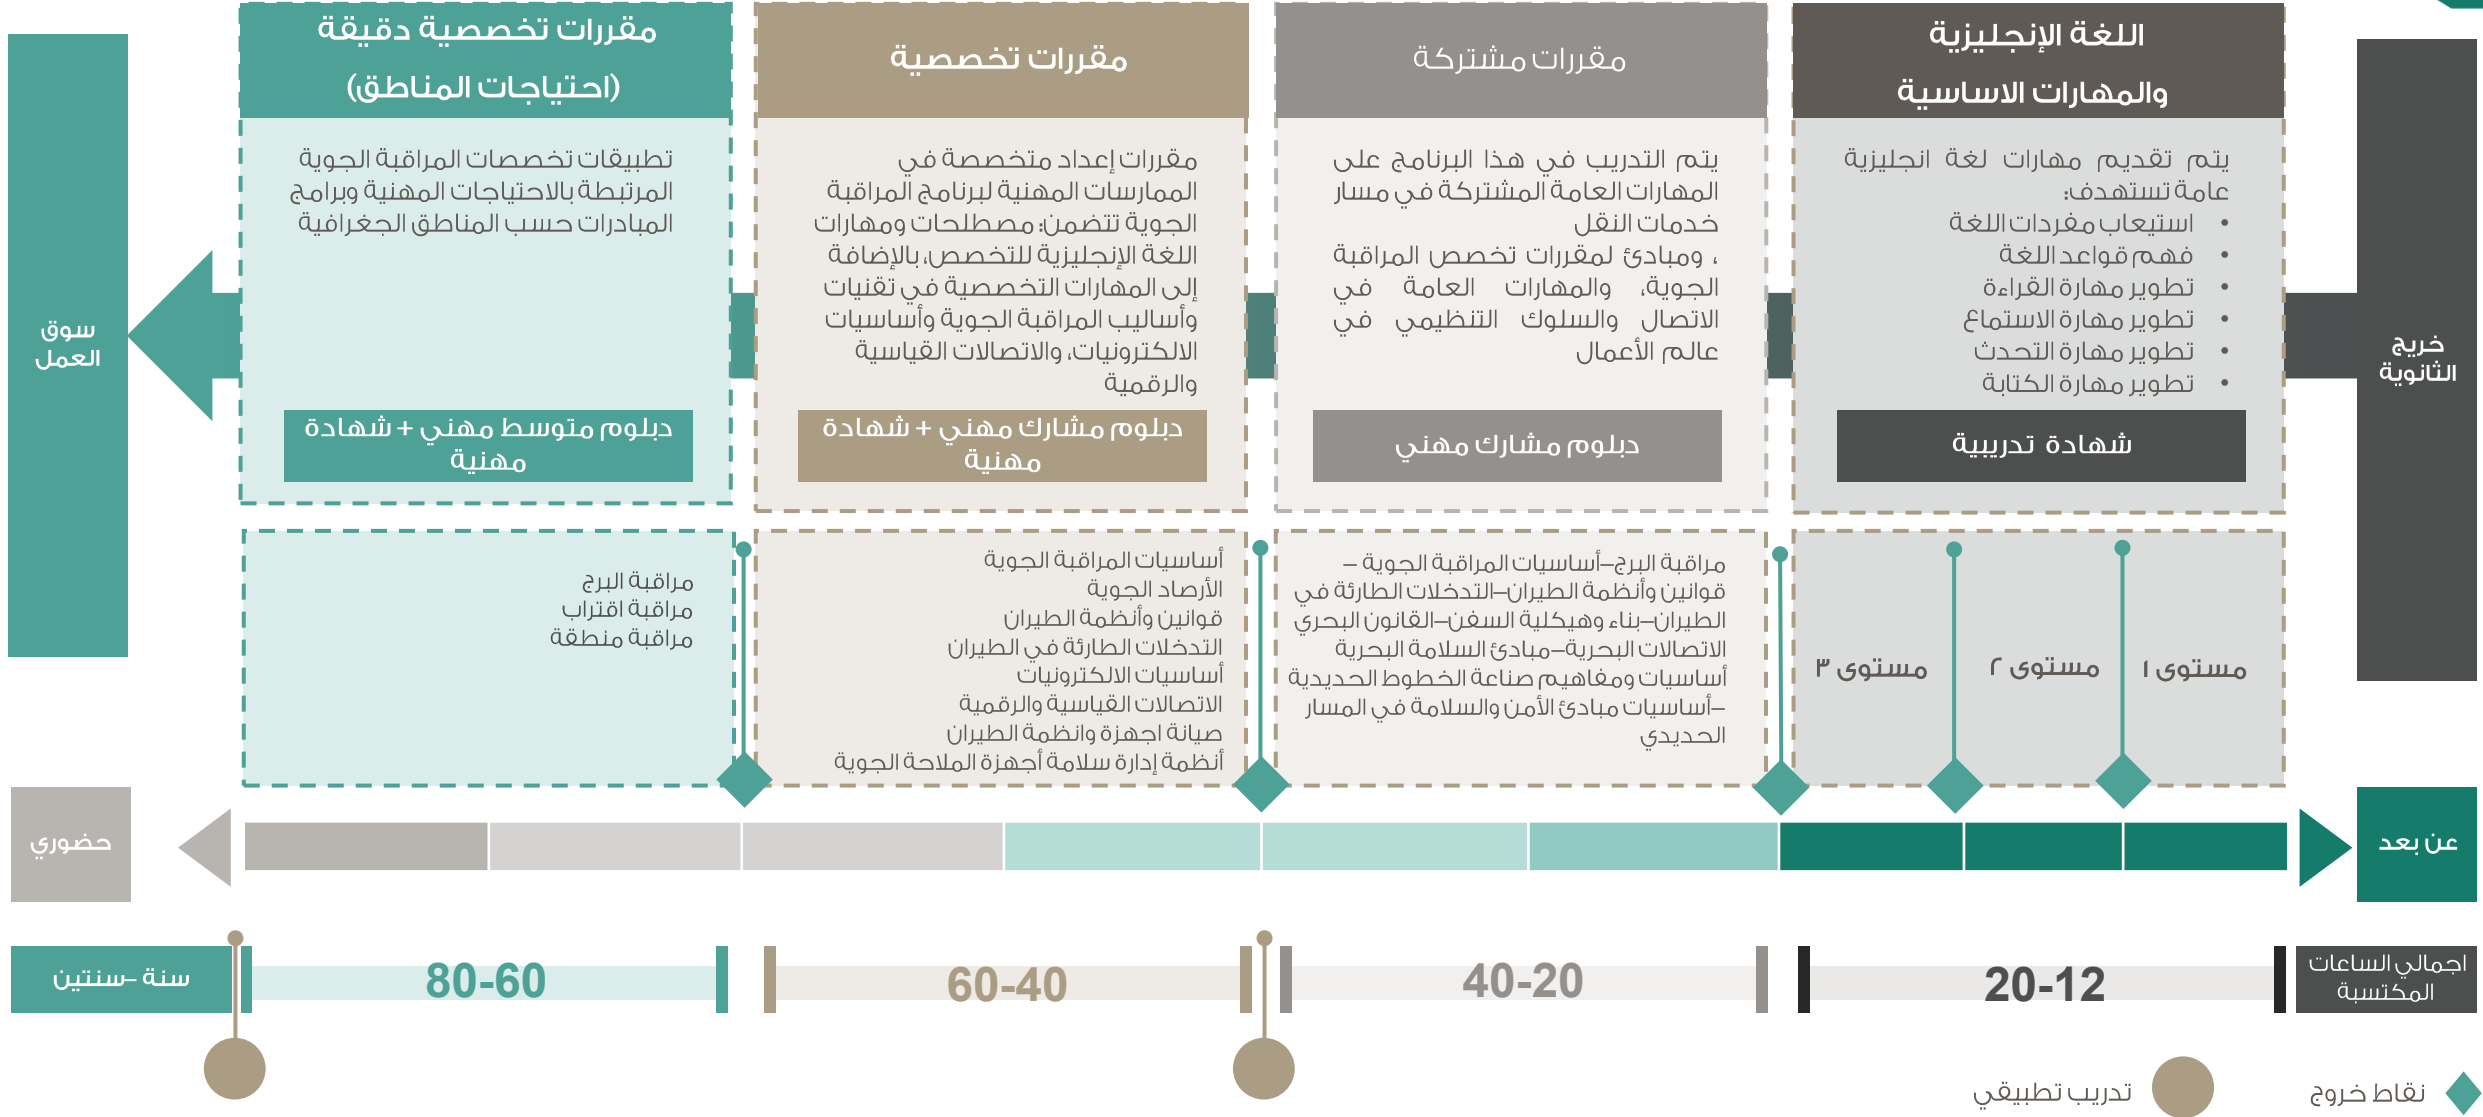 اللغة الإنجليزية
والمهارات الاساسية
مقررات مشتركة
مقررات تخصصية
مقررات تخصصية دقيقة
(احتياجات المناطق)
خريج
الثانوية
يتم تقديم مهارات لغة انجليزية
عامة تستهدف:
• استيعاب مفردات اللغة
• فهم قواعد اللغة
• تطوير مهارة القراءة
• تطوير مهارة الاستماع
• تطوير مهارة التحدث
• تطوير مهارة الكتابة
شهادة تدريبية
يتم التدريب في هذا البرنامج على
المهارات العامة المشتركة في مسار
خدمات النقل
، ومبادئ لمقررات تخصص المراقبة
الجوية، والمهارات العامة في
الاتصال والسلوك التنظيمي في
عالم الأعمال
دبلوم مشارك مهني
مقررات إعداد متخصصة في
الممارسات المهنية لبرنامج المراقبة
الجوية تتضمن: مصطلحات ومهارات
اللغة الإنجليزية للتخصص، بالإضافة
إلى المهارات التخصصية في تقنيات
وأساليب المراقبة الجوية وأساسيات
الالكترونيات، والاتصالات القياسية
والرقمية
دبلوم مشارك مهني + شهادة
مهنية
تطبيقات تخصصات المراقبة الجوية
المرتبطة بالاحتياجات المهنية وبرامج
المبادرات حسب المناطق الجغرافية
دبلوم متوسط مهني + شهادة
مهنية
سوق
العمل
مستوى ١
مستوى ٢
مستوى ٣
مراقبة البرج–أساسيات المراقبة الجوية –
قوانين وأنظمة الطيران–التدخلات الطارئة في
الطيران–بناء وهيكلية السفن–القانون البحري
الاتصالات البحرية–مبادئ السلامة البحرية
أساسيات ومفاهيم صناعة الخطوط الحديدية
–أساسيات مبادئ الأمن والسلامة في المسار
الحديدي
أساسيات المراقبة الجوية
الأرصاد الجوية
قوانين وأنظمة الطيران
التدخلات الطارئة في الطيران
أساسيات الالكترونيات
الاتصالات القياسية والرقمية
صيانة اجهزة وانظمة الطيران
أنظمة إدارة سلامة أجهزة الملاحة الجوية
مراقبة البرج
مراقبة اقتراب
مراقبة منطقة
عن بعد
حضوري
اجمالي الساعات
المكتسبة
20-12
40-20
60-40
80-60
سنة –سنتين
نقاط خروج
تدريب تطبيقي